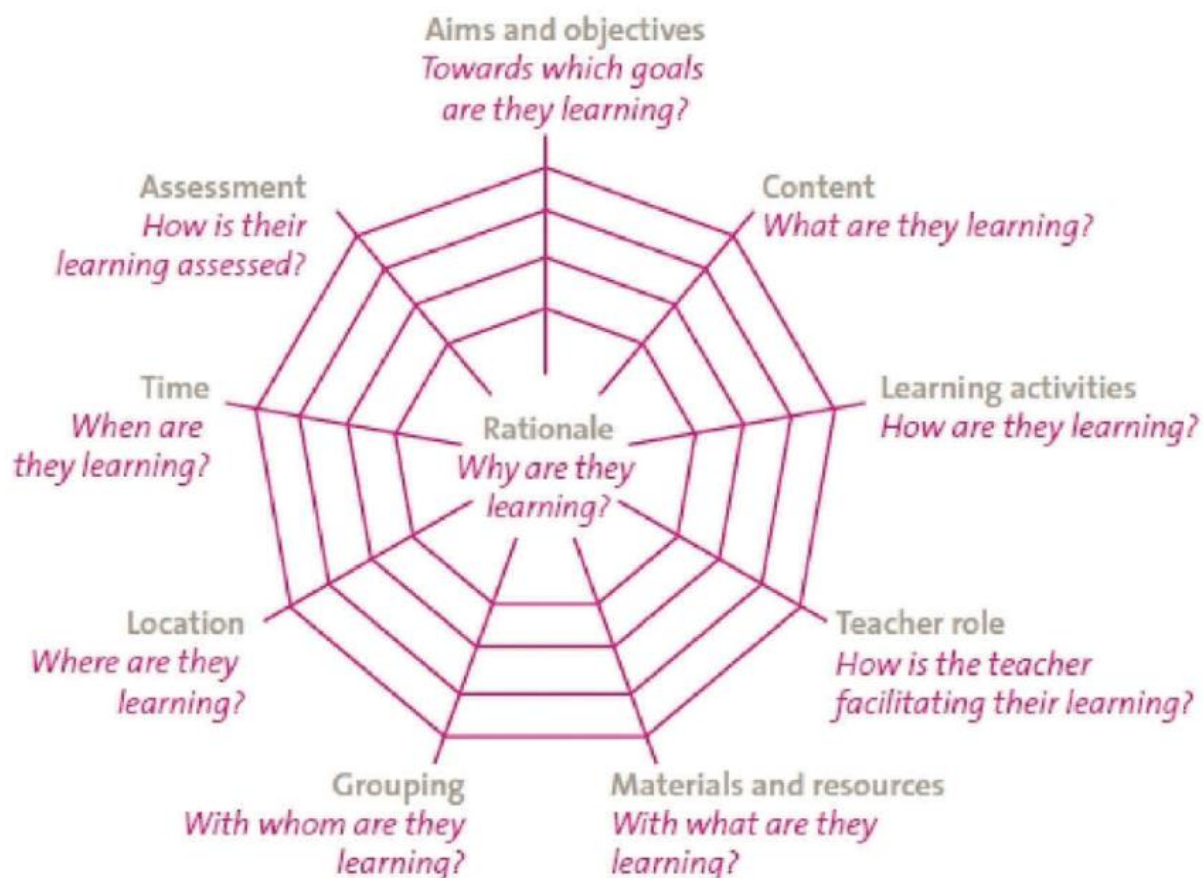 Aims and objectives
Towards which goals
are they learning?
Content
What are they learning?
Learning activities
How are they learning?
Teacher role
How is the teacher
facilitating their learning?
Materials and resources
With what are they
learning?
Grouping
With whom are they
learning?
Location
Where are they
learning?
Time
When are
they learning?
Assessment
How is their
learning assessed?
Rationale
Why are they
learning?